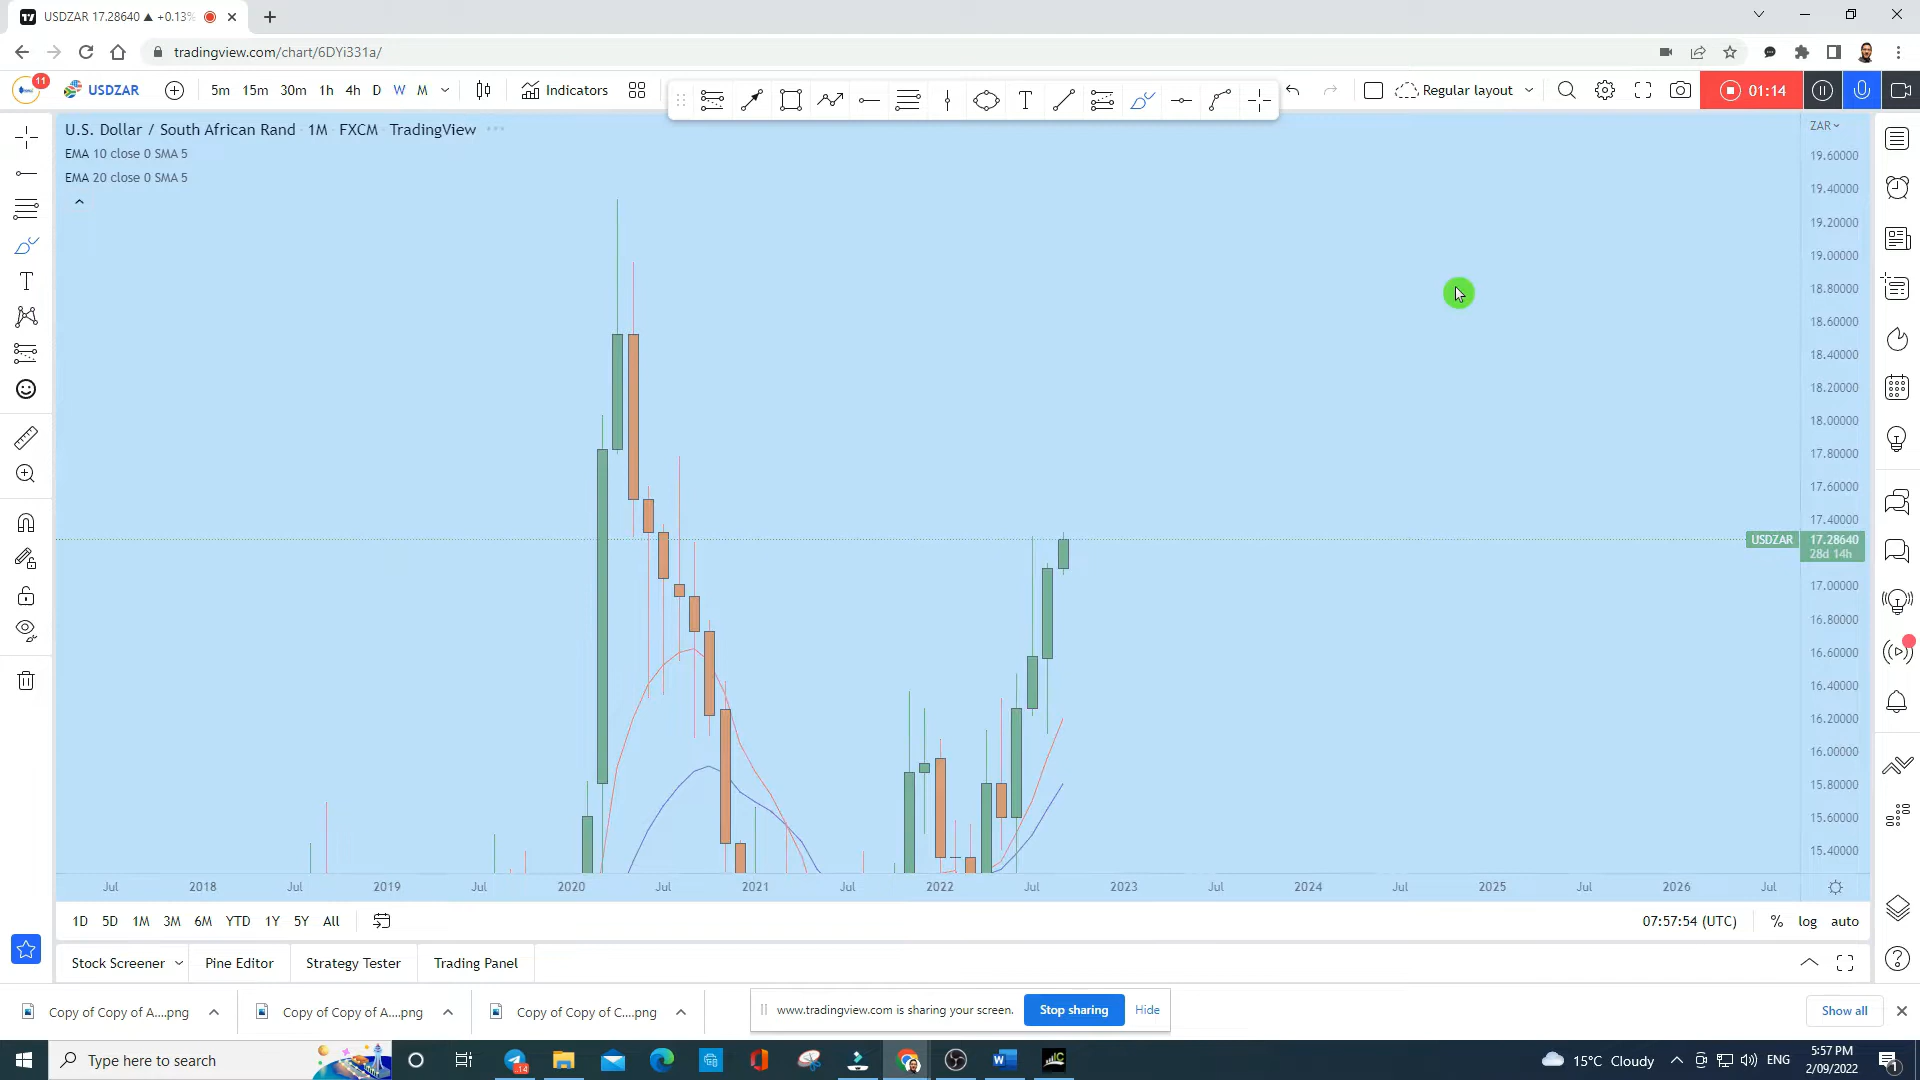 USDZAR 17.28640 ▲ +0.13%
tradingview.com/chart/6DYi331a/
11
USDZAR
5m 15m 30m 1h 4h D W M
Indicators
Regular layout
01:14
U.S. Dollar / South African Rand · 1M · FXCM · TradingView
EMA 10 close 0 SMA 5
EMA 20 close 0 SMA 5
ZAR
19.60000
19.40000
19.20000
19.00000
18.80000
18.60000
18.40000
18.20000
18.00000
17.80000
17.60000
17.40000
USDZAR 17.28640
28d 14h
17.00000
16.80000
16.60000
16.40000
16.20000
16.00000
15.80000
15.60000
15.40000
Jul 2018 Jul 2019 Jul 2020 Jul 2021 Jul 2022 Jul 2023 Jul 2024 Jul 2025 Jul 2026 Jul
1D 5D 1M 3M 6M YTD 1Y 5Y All
07:57:54 (UTC) % log auto
Stock Screener Pine Editor Strategy Tester Trading Panel
Copy of Copy of A....png Copy of Copy of A....png Copy of Copy of C....png
www.tradingview.com is sharing your screen. Stop sharing Hide
Show all
Type here to search
14
15°C Cloudy ENG
5:57 PM
2/09/2022
1